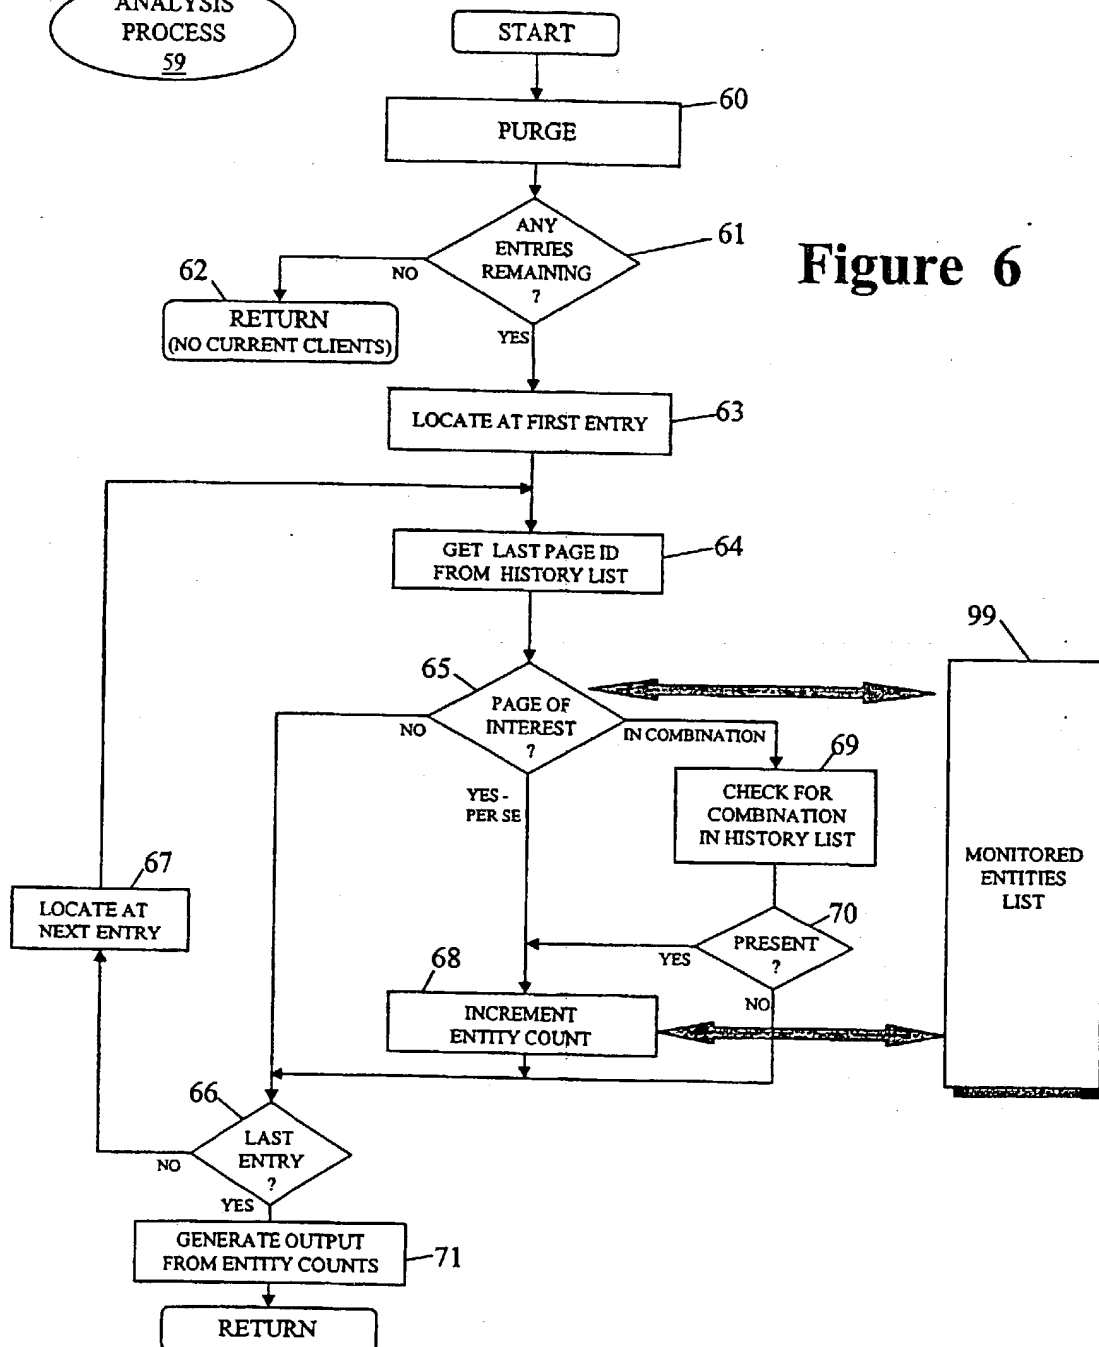 ANALYSIS
PROCESS
59
START
60
PURGE
ANY
ENTRIES
REMAINING
?
61
Figure 6
NO
62
RETURN
(NO CURRENT CLIENTS)
YES
LOCATE AT FIRST ENTRY
63
GET LAST PAGE ID
FROM HISTORY LIST
64
99
65
PAGE OF
INTEREST
?
NO
IN COMBINATION
69
YES -
PER SE
CHECK FOR
COMBINATION
IN HISTORY LIST
MONITORED
ENTITIES
LIST
67
LOCATE AT
NEXT ENTRY
70
PRESENT
?
YES
NO
68
INCREMENT
ENTITY COUNT
66
LAST
ENTRY
?
NO
YES
GENERATE OUTPUT
FROM ENTITY COUNTS
71
RETURN